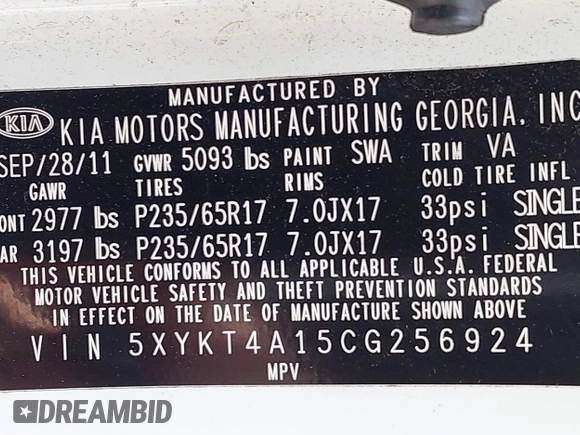 MANUFACTURED BY
KIA KIA MOTORS MANUFACTURING GEORGIA, INC
SEP/28/11 GVWR 5093 lbs PAINT SWA TRIM VA
GAWR TIRES RIMS COLD TIRE INFL
ONT 2977 lbs P235/65R17 7.0JX17 33psi SINGLE
AR 3197 lbs P235/65R17 7.0JX17 33psi SINGLE
THIS VEHICLE CONFORMS TO ALL APPLICABLE U.S.A. FEDERAL
MOTOR VEHICLE SAFETY AND THEFT PREVENTION STANDARDS
IN EFFECT ON THE DATE OF MANUFACTURE SHOWN ABOVE
VIN 5XYKT4A15CG256924
MPV
DREAMBID